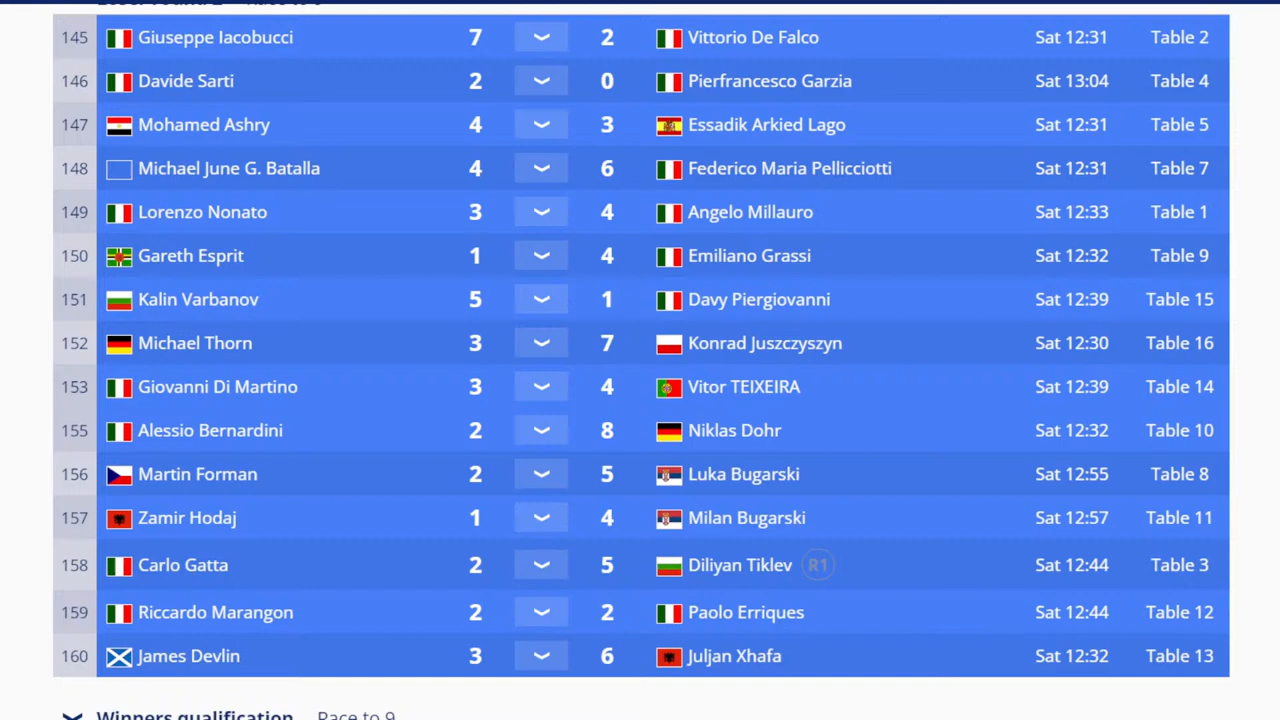 145 Giuseppe Iacobucci 7 2 Vittorio De Falco Sat 12:31 Table 2
146 Davide Sarti 2 0 Pierfrancesco Garzia Sat 13:04 Table 4
147 Mohamed Ashry 4 3 Essadik Arkied Lago Sat 12:31 Table 5
148 Michael June G. Batalla 4 6 Federico Maria Pellicciotti Sat 12:31 Table 7
149 Lorenzo Nonato 3 4 Angelo Millauro Sat 12:33 Table 1
150 Gareth Esprit 1 4 Emiliano Grassi Sat 12:32 Table 9
151 Kalin Varbanov 5 1 Davy Piergiovanni Sat 12:39 Table 15
152 Michael Thorn 3 7 Konrad Juszczyszyn Sat 12:30 Table 16
153 Giovanni Di Martino 3 4 Vitor TEIXEIRA Sat 12:39 Table 14
155 Alessio Bernardini 2 8 Niklas Dohr Sat 12:32 Table 10
156 Martin Forman 2 5 Luka Bugarski Sat 12:55 Table 8
157 Zamir Hodaj 1 4 Milan Bugarski Sat 12:57 Table 11
158 Carlo Gatta 2 5 Diliyan Tiklev R1 Sat 12:44 Table 3
159 Riccardo Marangon 2 2 Paolo Erriques Sat 12:44 Table 12
160 James Devlin 3 6 Juljan Xhafa Sat 12:32 Table 13
Winners qualification Race to 9